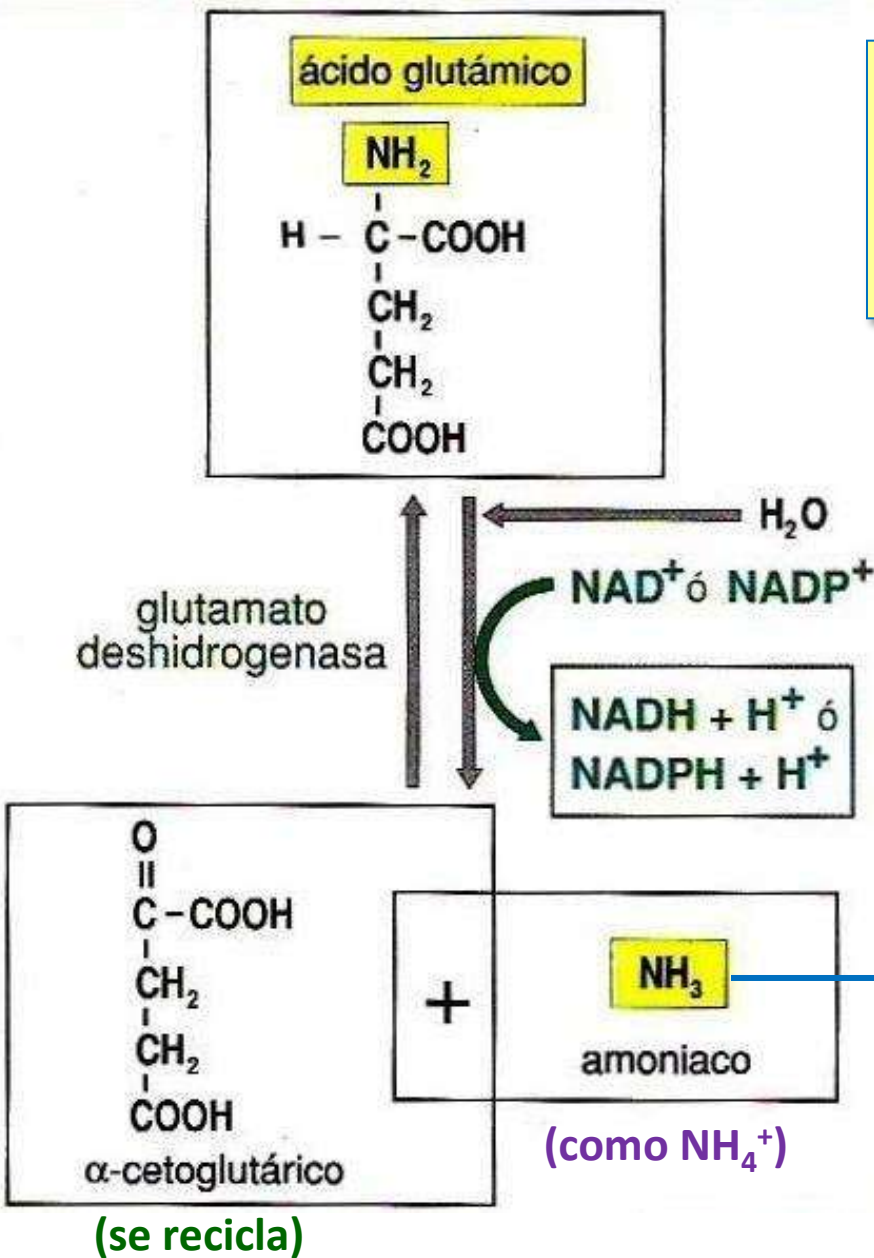 ácido glutámico
NH₂
H – C – COOH
CH₂
CH₂
COOH
H₂O
NAD⁺ ó NADP⁺
glutamato
deshidrogenasa
NADH + H⁺ ó
NADPH + H⁺
O
C – COOH
CH₂
CH₂
COOH
α-cetoglutárico
(se recicla)
+
NH₃
amoniaco
(como NH₄⁺)